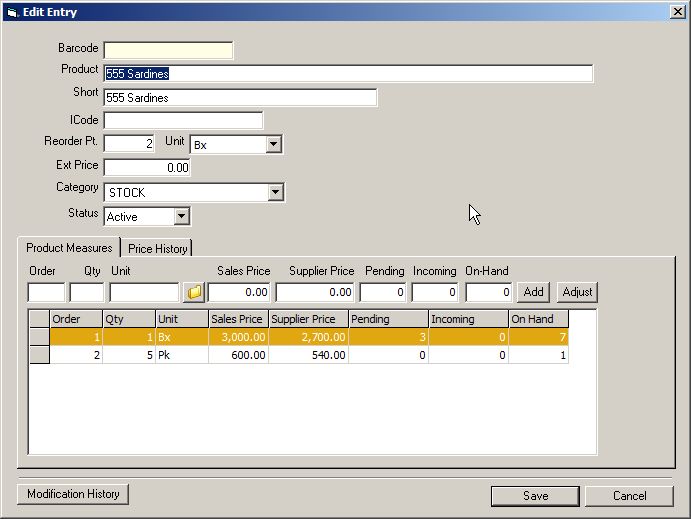 Edit Entry
Barcode
Product 555 Sardines
Short 555 Sardines
ICode
Reorder Pt. 2 Unit Bx
Ext Price 0.00
Category STOCK
Status Active
Product Measures Price History
Order Qty Unit Sales Price Supplier Price Pending Incoming On-Hand
0.00 0.00 0 0 0 Add Adjust
Order Qty Unit Sales Price Supplier Price Pending Incoming On Hand
1 1 Bx 3,000.00 2,700.00 3 0 7
2 5 Pk 600.00 540.00 0 0 1
Modification History Save Cancel